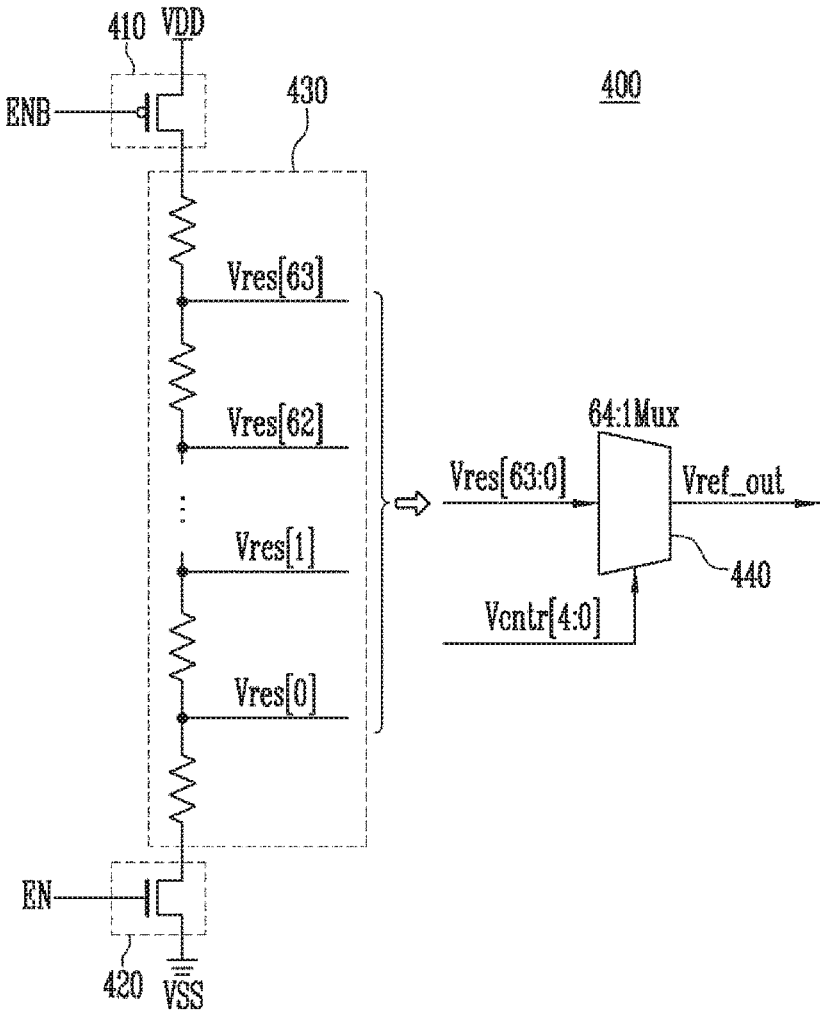 410
VDD
ENB
430
400
Vres[63]
Vres[62]
64:1Mux
Vres[63:0]
Vref_out
Vres[1]
440
Vcntr[4:0]
Vres[0]
EN
420
VSS